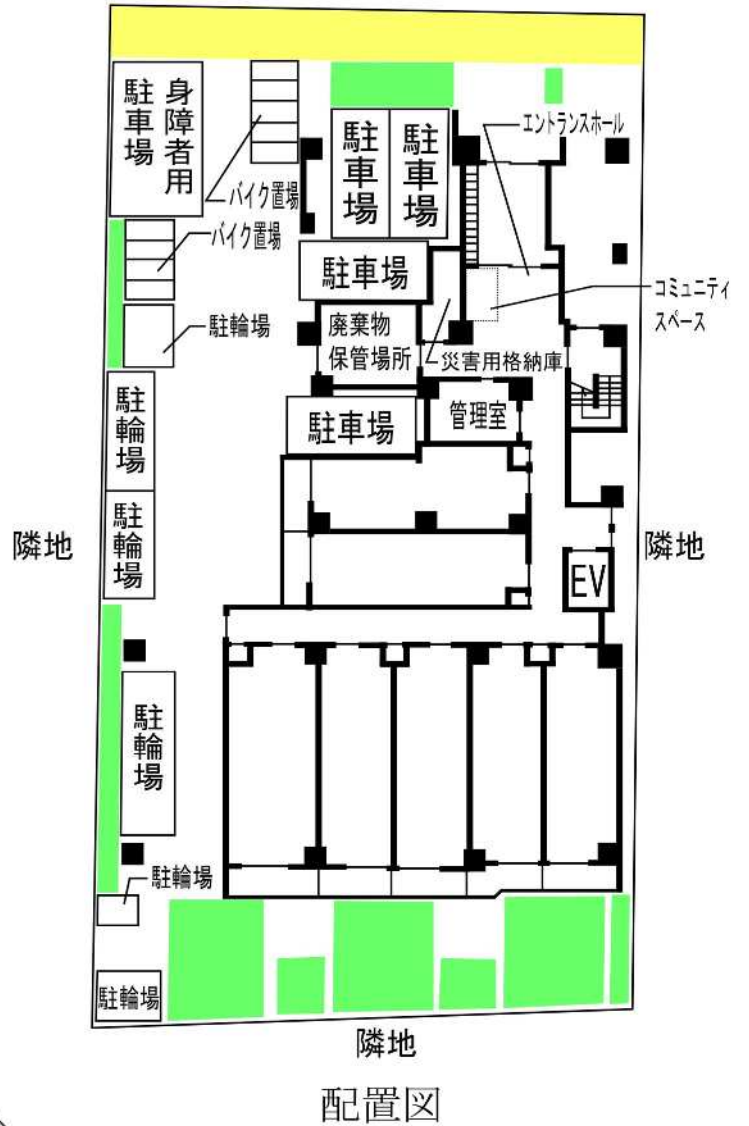 身障者用
駐車場
駐車場
駐車場
エントランスホール
バイク置場
バイク置場
駐車場
コミュニティ
スペース
駐輪場
廃棄物
保管場所
災害用格納庫
駐輪場
駐車場
管理室
駐輪場
隣地
隣地
EV
駐輪場
駐輪場
駐輪場
隣地
配置図